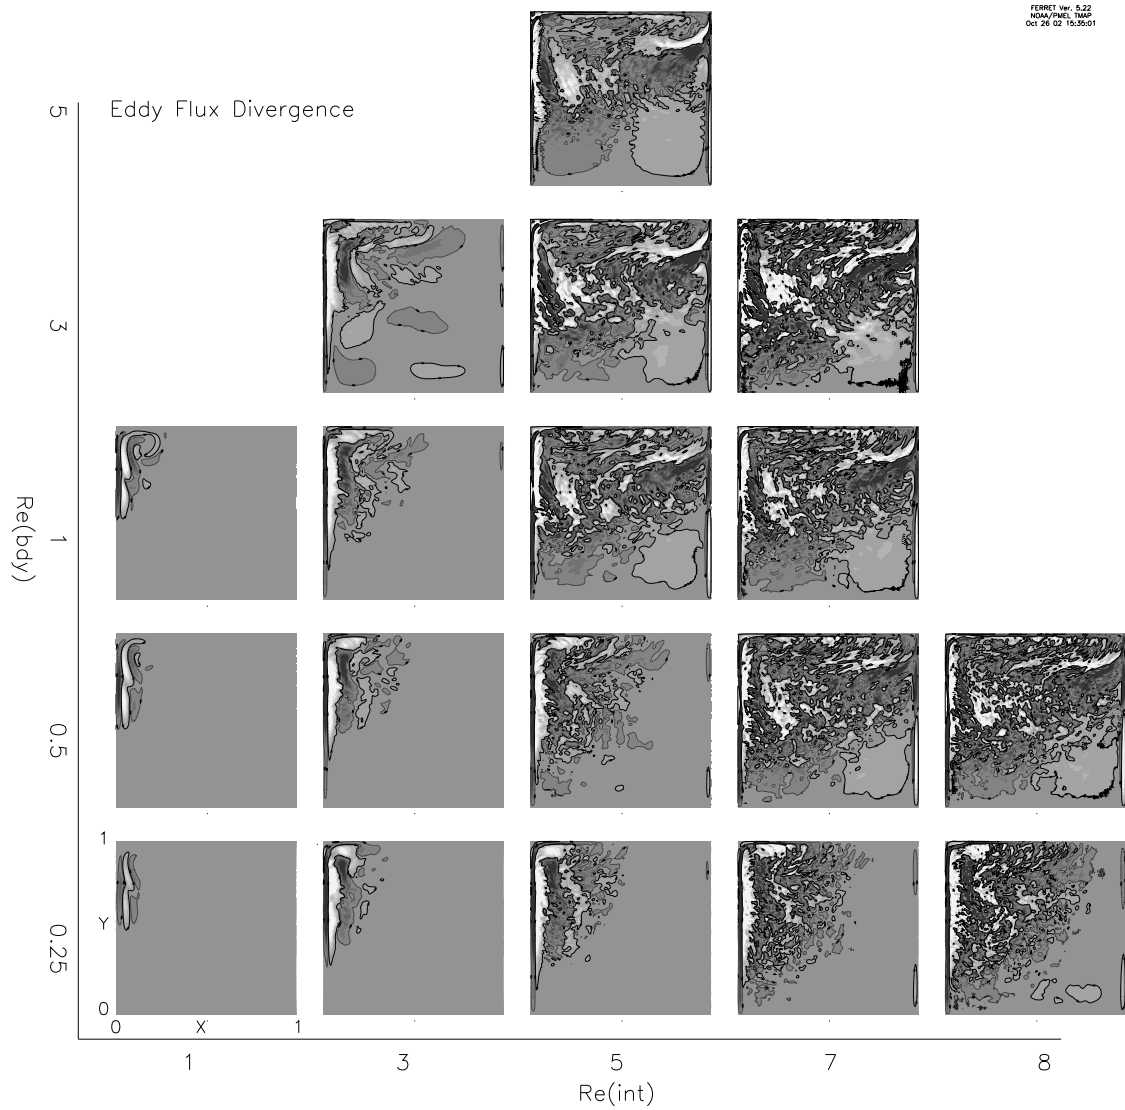 FERRET Ver. 5.22
NOAA/PMEL TMAP
Oct 26 02 15:35:01
Eddy Flux Divergence
5
3
1
0.5
0.25
Re(bdy)
1
Y
0
0 X 1
1 3 5 7 8
Re(int)